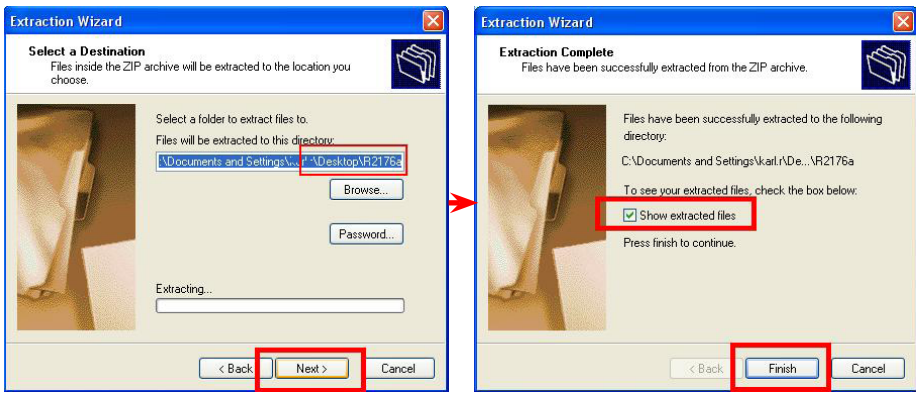 Extraction Wizard
Select a Destination
Files inside the ZIP archive will be extracted to the location you
choose.
Select a folder to extract files to.
Files will be extracted to this directory:
:\Documents and Settings\ \Desktop\R2176a
Browse...
Password...
Extracting...
< Back
Next >
Cancel
Extraction Wizard
Extraction Complete
Files have been successfully extracted from the ZIP archive.
Files have been successfully extracted to the following
directory:
C:\Documents and Settings\karl.r\De...\R2176a
To see your extracted files, check the box below:
Show extracted files
Press finish to continue.
< Back
Finish
Cancel